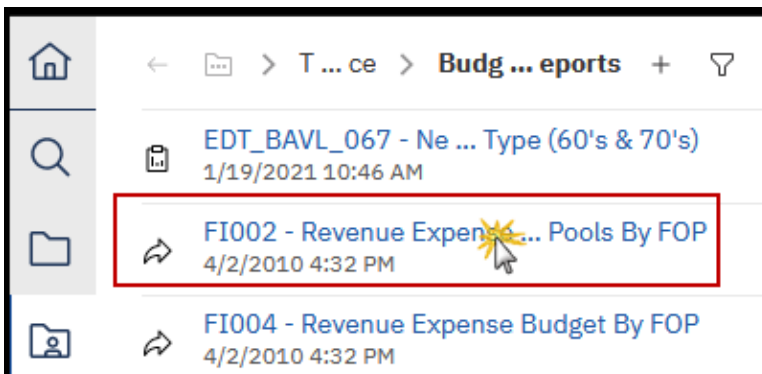 T ... ce > Budg ... eports +
EDT_BAVL_067 - Ne ... Type (60's & 70's)
1/19/2021 10:46 AM
FI002 - Revenue Expense ... Pools By FOP
4/2/2010 4:32 PM
FI004 - Revenue Expense Budget By FOP
4/2/2010 4:32 PM